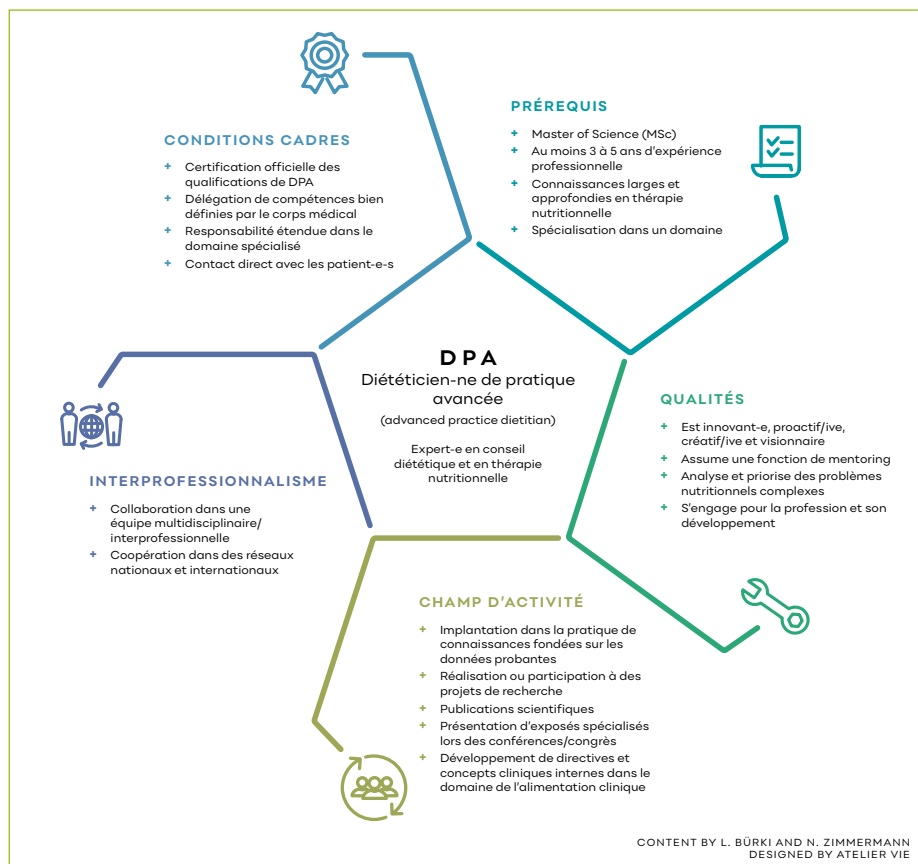 PRÉREQUIS
+ Master of Science (MSc)
+ Au moins 3 à 5 ans d'expérience
professionnelle
+ Connaissances larges et
approfondies en thérapie
nutritionnelle
+ Spécialisation dans un domaine
CONDITIONS CADRES
+ Certification officielle des
qualifications de DPA
+ Délégation de compétences bien
définies par le corps médical
+ Responsabilité étendue dans le
domaine spécialisé
+ Contact direct avec les patient-e-s
DPA
Diététicien-ne de pratique
avancée
(advanced practice dietitian)
Expert-e en conseil
diététique et en thérapie
nutritionnelle
QUALITÉS
+ Est innovant-e, proactif/ive,
créatif/ive et visionnaire
+ Assume une fonction de mentoring
+ Analyse et priorise des problèmes
nutritionnels complexes
+ S'engage pour la profession et son
développement
INTERPROFESSIONNALISME
+ Collaboration dans une
équipe multidisciplinaire/
interprofessionnelle
+ Coopération dans des réseaux
nationaux et internationaux
CHAMP D'ACTIVITÉ
+ Implantation dans la pratique de
connaissances fondées sur les
données probantes
+ Réalisation ou participation à des
projets de recherche
+ Publications scientifiques
+ Présentation d'exposés spécialisés
lors des conférences/congrès
+ Développement de directives et
concepts cliniques internes dans le
domaine de l'alimentation clinique
CONTENT BY L. BÜRKI AND N. ZIMMERMANN
DESIGNED BY ATELIER VIE